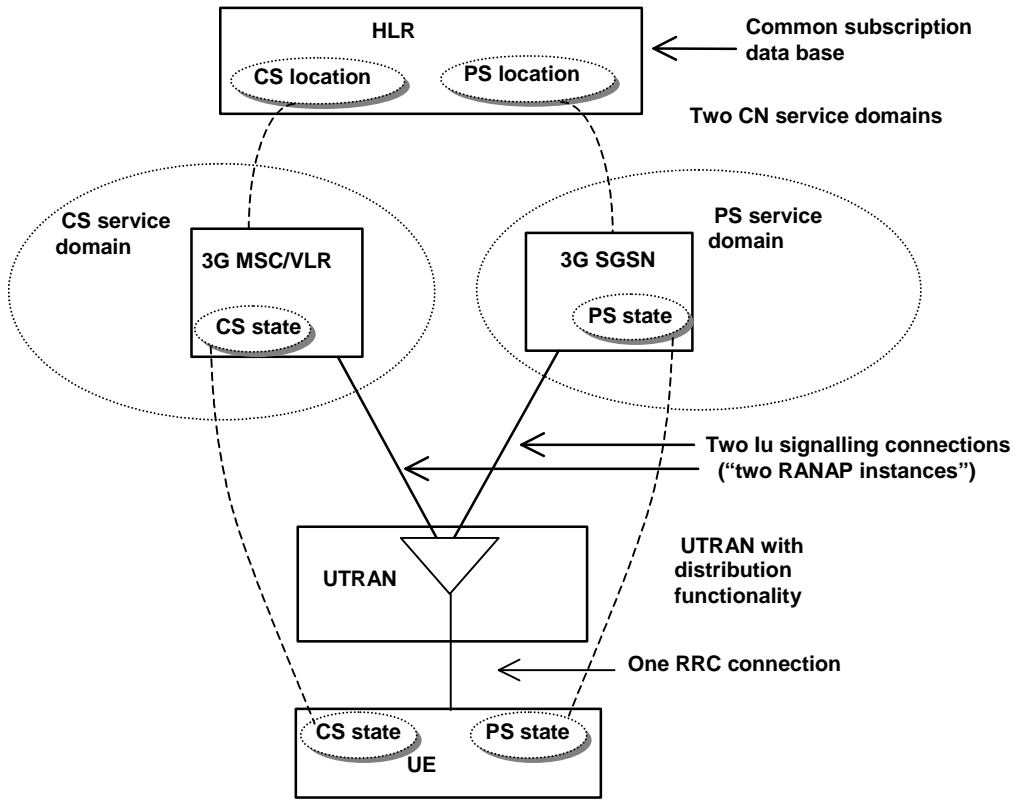 HLR
Common subscription
data base
CS location
PS location
Two CN service domains
CS service
domain
PS service
domain
3G MSC/VLR
3G SGSN
CS state
PS state
Two Iu signalling connections
(“two RANAP instances”)
UTRAN
UTRAN with
distribution
functionality
One RRC connection
CS state
PS state
UE